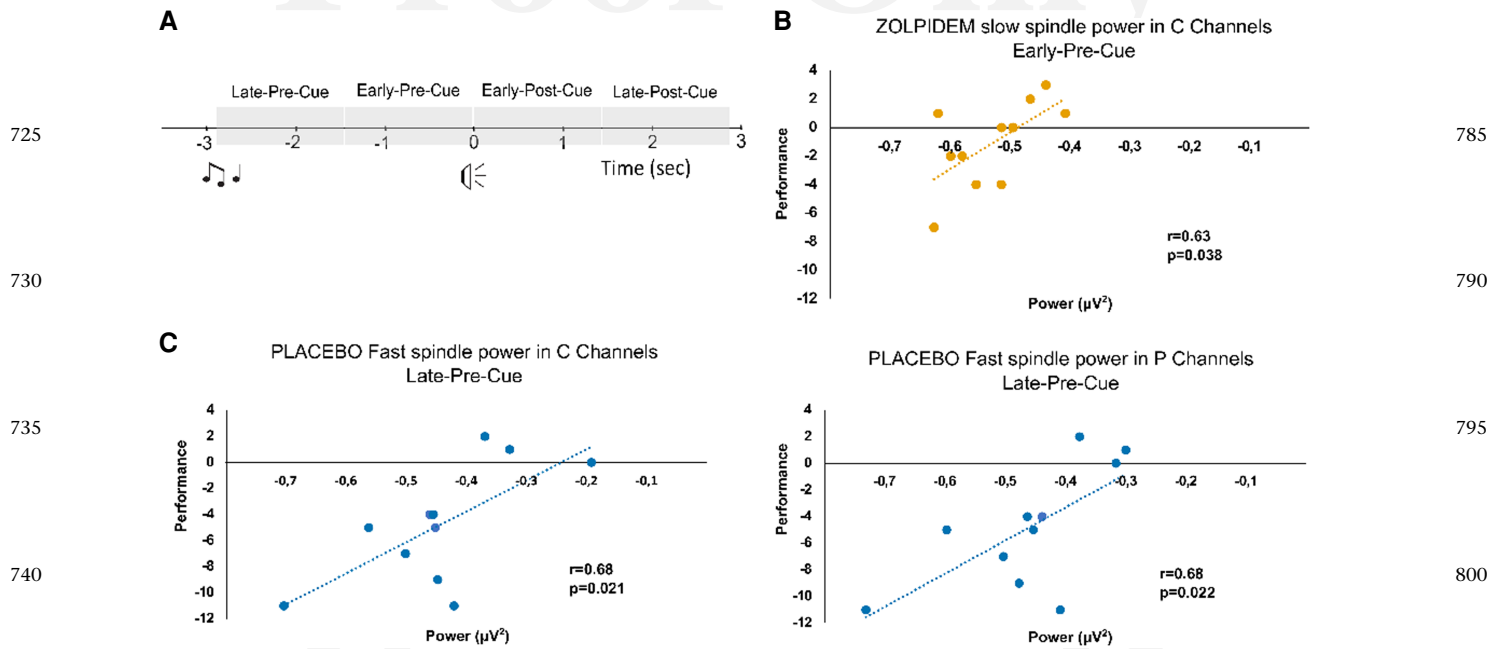 Proof Only
A
B
ZOLPIDEM slow spindle power in C Channels
Early-Pre-Cue
Late-Pre-Cue Early-Pre-Cue Early-Post-Cue Late-Post-Cue
-3 -2 -1 0 1 2 3
Time (sec)
725
785
4
2
0
-2
-4
-6
-8
-10
-12
Performance
-0,7 -0,6 -0,5 -0,4 -0,3 -0,2 -0,1
r=0.63
p=0.038
Power (µV²)
730
790
C
PLACEBO Fast spindle power in C Channels
Late-Pre-Cue
4
2
0
-2
-4
-6
-8
-10
-12
Performance
-0,7 -0,6 -0,5 -0,4 -0,3 -0,2 -0,1
r=0.68
p=0.021
Power (µV²)
PLACEBO Fast spindle power in P Channels
Late-Pre-Cue
4
2
0
-2
-4
-6
-8
-10
-12
Performance
-0,7 -0,6 -0,5 -0,4 -0,3 -0,2 -0,1
r=0.68
p=0.022
Power (µV²)
735
795
740
800